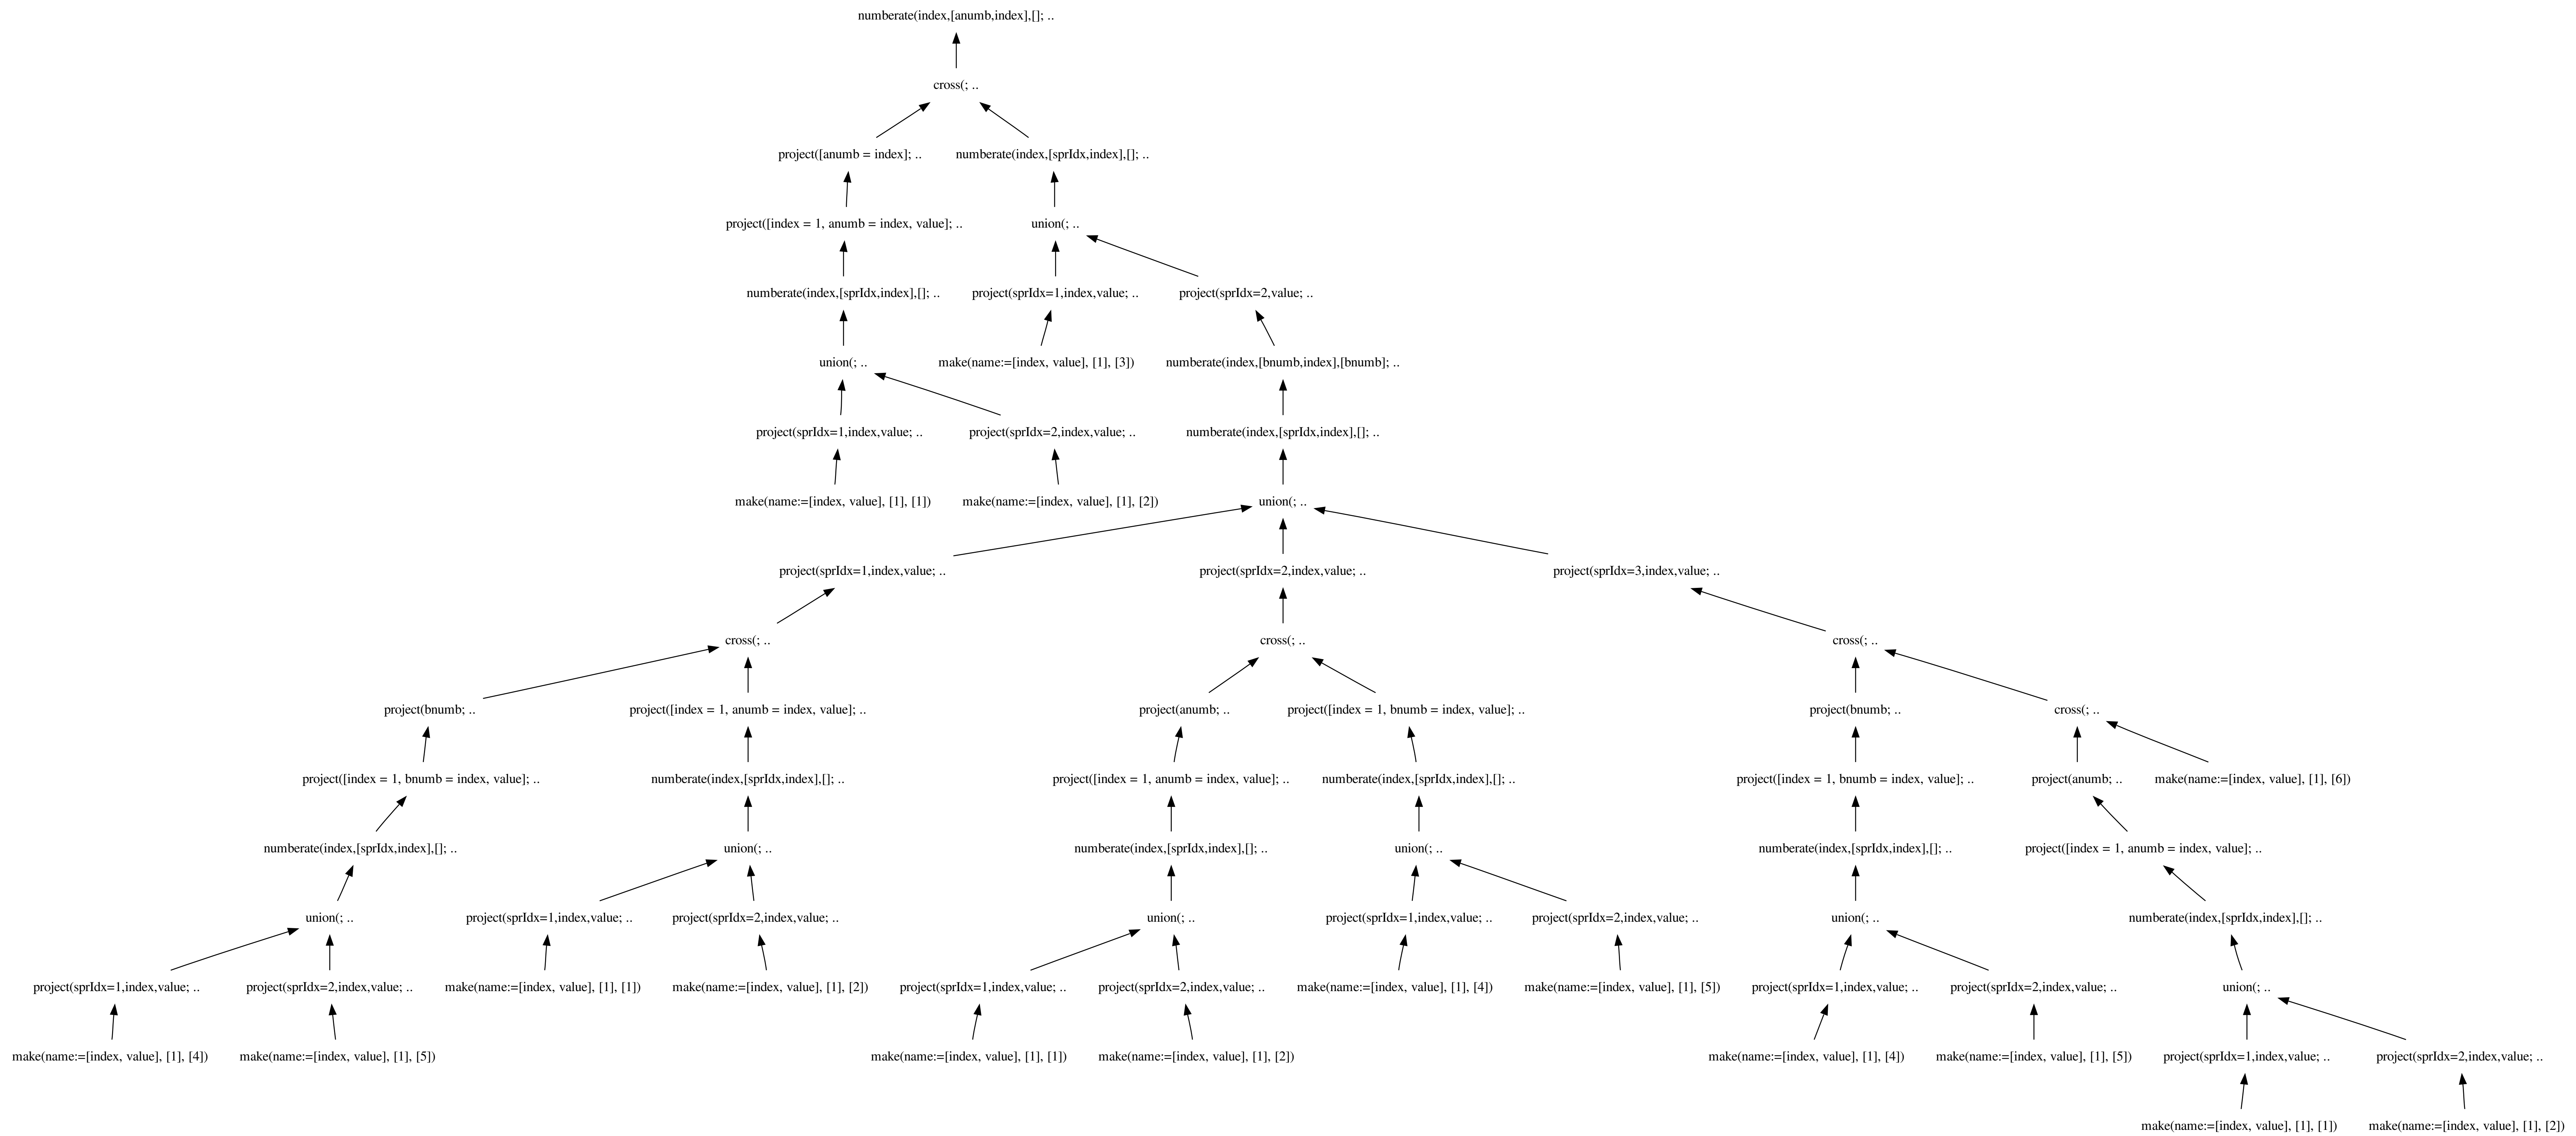 numberate(index,[anumb,index],[]; ..
cross(; ..
project([anumb = index]; ..
numberate(index,[sprIdx,index],[]; ..
project([index = 1, anumb = index, value]; ..
union(; ..
numberate(index,[sprIdx,index],[]; ..
project(sprIdx=1,index,value; ..
project(sprIdx=2,value; ..
union(; ..
make(name:=[index, value], [1], [3])
numberate(index,[bnumb,index],[bnumb]; ..
project(sprIdx=1,index,value; ..
project(sprIdx=2,index,value; ..
numberate(index,[sprIdx,index],[]; ..
make(name:=[index, value], [1], [1])
make(name:=[index, value], [1], [2])
union(; ..
project(sprIdx=1,index,value; ..
project(sprIdx=2,index,value; ..
project(sprIdx=3,index,value; ..
cross(; ..
cross(; ..
cross(; ..
project(bnumb; ..
project([index = 1, anumb = index, value]; ..
project(anumb; ..
project([index = 1, bnumb = index, value]; ..
project(bnumb; ..
cross(; ..
project([index = 1, bnumb = index, value]; ..
numberate(index,[sprIdx,index],[]; ..
project([index = 1, anumb = index, value]; ..
numberate(index,[sprIdx,index],[]; ..
project([index = 1, bnumb = index, value]; ..
project(anumb; ..
make(name:=[index, value], [1], [6])
numberate(index,[sprIdx,index],[]; ..
union(; ..
numberate(index,[sprIdx,index],[]; ..
union(; ..
numberate(index,[sprIdx,index],[]; ..
project([index = 1, anumb = index, value]; ..
union(; ..
project(sprIdx=1,index,value; ..
project(sprIdx=2,index,value; ..
union(; ..
project(sprIdx=1,index,value; ..
project(sprIdx=2,index,value; ..
union(; ..
numberate(index,[sprIdx,index],[]; ..
project(sprIdx=1,index,value; ..
project(sprIdx=2,index,value; ..
make(name:=[index, value], [1], [1])
make(name:=[index, value], [1], [2])
project(sprIdx=1,index,value; ..
project(sprIdx=2,index,value; ..
make(name:=[index, value], [1], [4])
make(name:=[index, value], [1], [5])
project(sprIdx=1,index,value; ..
project(sprIdx=2,index,value; ..
union(; ..
make(name:=[index, value], [1], [4])
make(name:=[index, value], [1], [5])
make(name:=[index, value], [1], [1])
make(name:=[index, value], [1], [2])
make(name:=[index, value], [1], [4])
make(name:=[index, value], [1], [5])
project(sprIdx=1,index,value; ..
project(sprIdx=2,index,value; ..
make(name:=[index, value], [1], [1])
make(name:=[index, value], [1], [2])